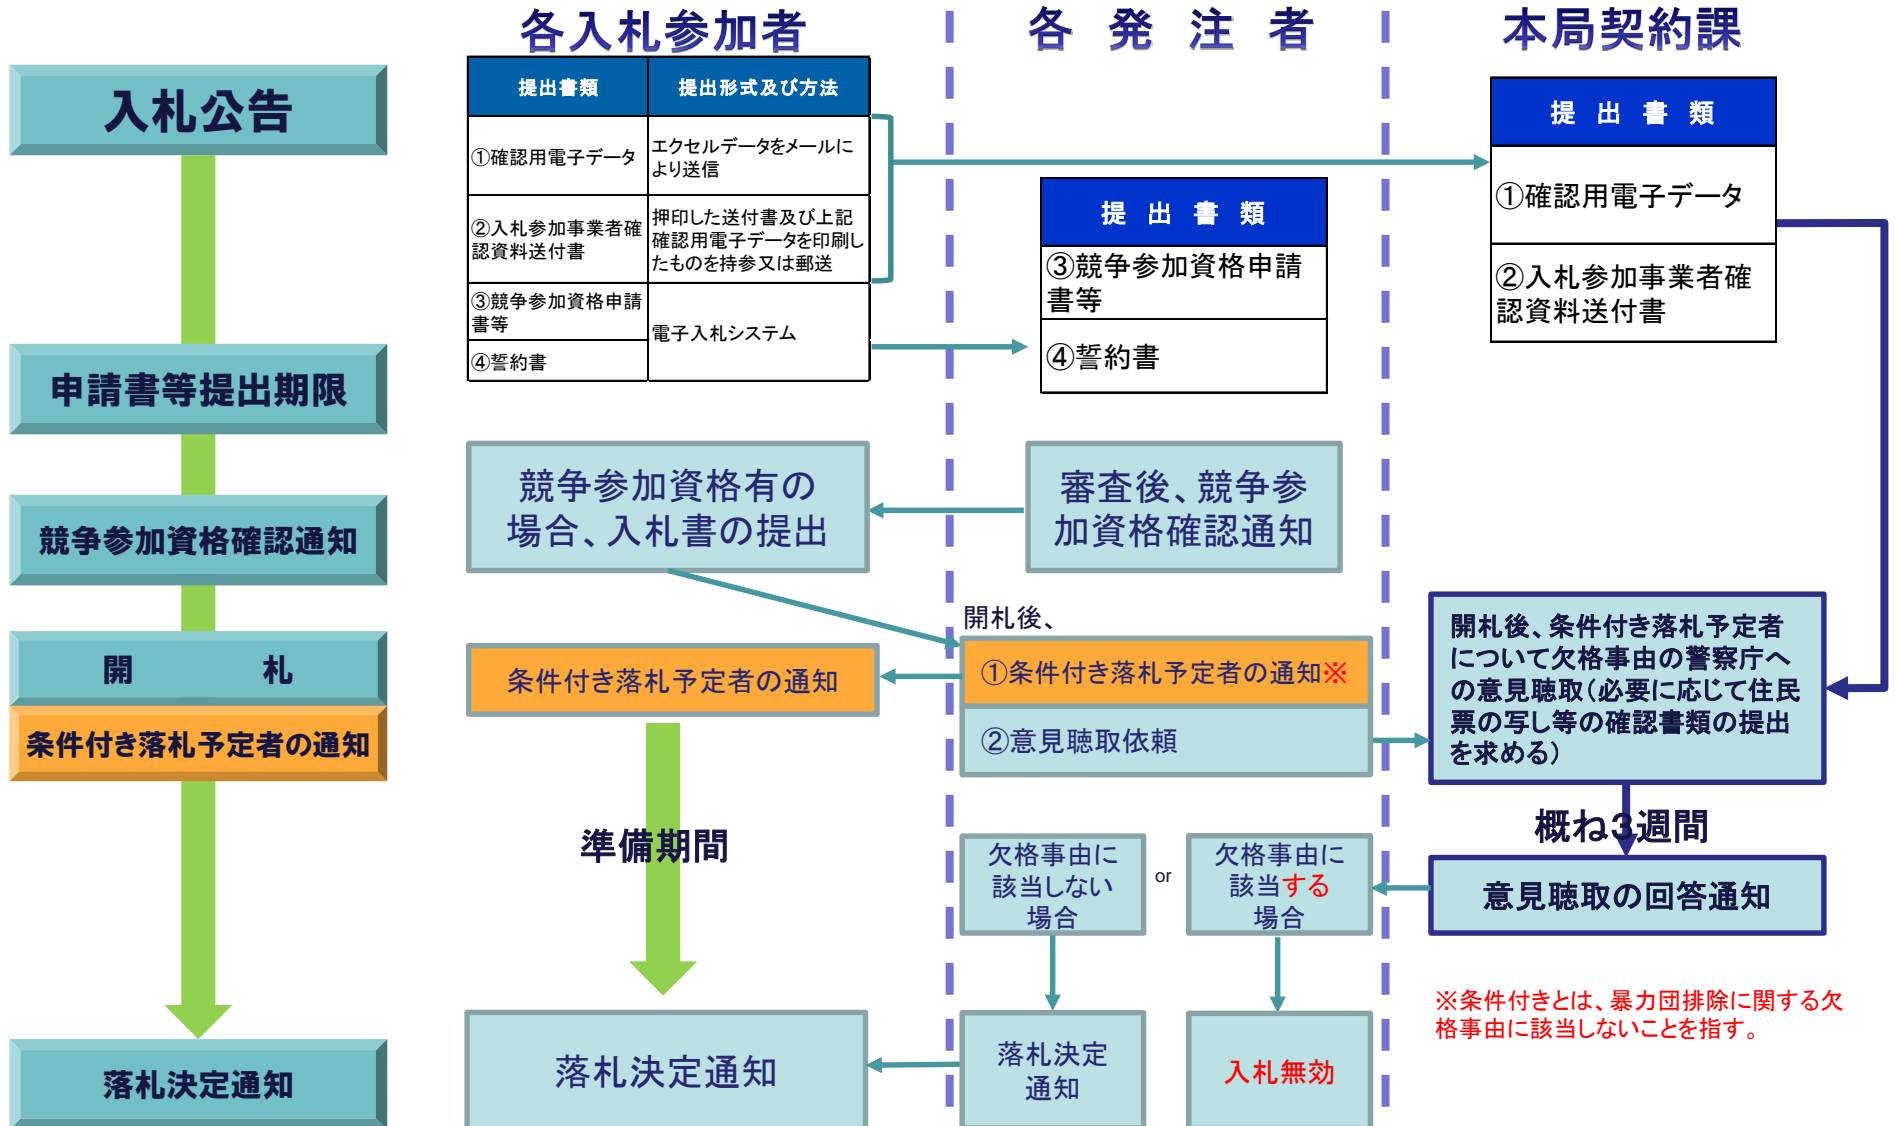 各入札参加者
各 発 注 者
本局契約課
入札公告
申請書等提出期限
競争参加資格確認通知
開 札
条件付き落札予定者の通知
落札決定通知
提出書類
提出形式及び方法
①確認用電子データ
エクセルデータをメールに
より送信
②入札参加事業者確
認資料送付書
押印した送付書及び上記
確認用電子データを印刷し
たものを持参又は郵送
③競争参加資格申請
書等
電子入札システム
④誓約書
提 出 書 類
③競争参加資格申請
書等
④誓約書
提 出 書 類
①確認用電子データ
②入札参加事業者確
認資料送付書
競争参加資格有の
場合、入札書の提出
審査後、競争参
加資格確認通知
開札後、
条件付き落札予定者の通知
①条件付き落札予定者の通知※
②意見聴取依頼
開札後、条件付き落札予定者
について欠格事由の警察庁へ
の意見聴取(必要に応じて住民
票の写し等の確認書類の提出
を求める)
準備期間
概ね3週間
欠格事由に
該当しない
場合
or
欠格事由に
該当する
場合
意見聴取の回答通知
※条件付きとは、暴力団排除に関する欠
格事由に該当しないことを指す。
落札決定通知
落札決定
通知
入札無効